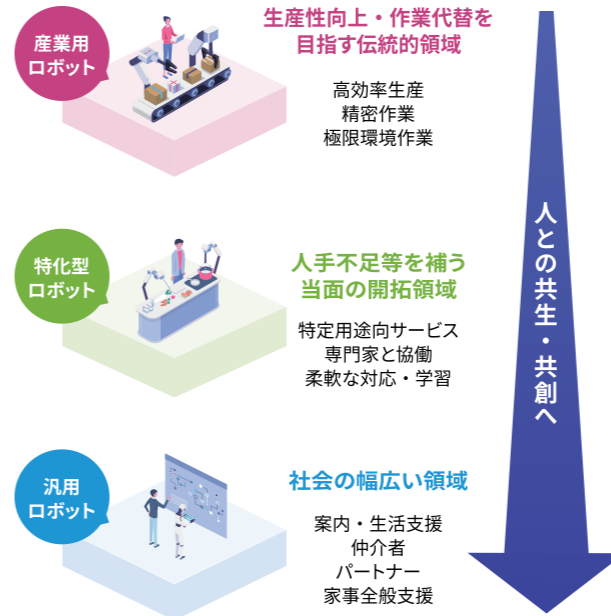 産業用
ロボット
生産性向上・作業代替を
目指す伝統的領域
高効率生産
精密作業
極限環境作業
特化型
ロボット
人手不足等を補う
当面の開拓領域
特定用途向サービス
専門家と協働
柔軟な対応・学習
汎用
ロボット
社会の幅広い領域
案内・生活支援
仲介者
パートナー
家事全般支援
人との共生・共創へ